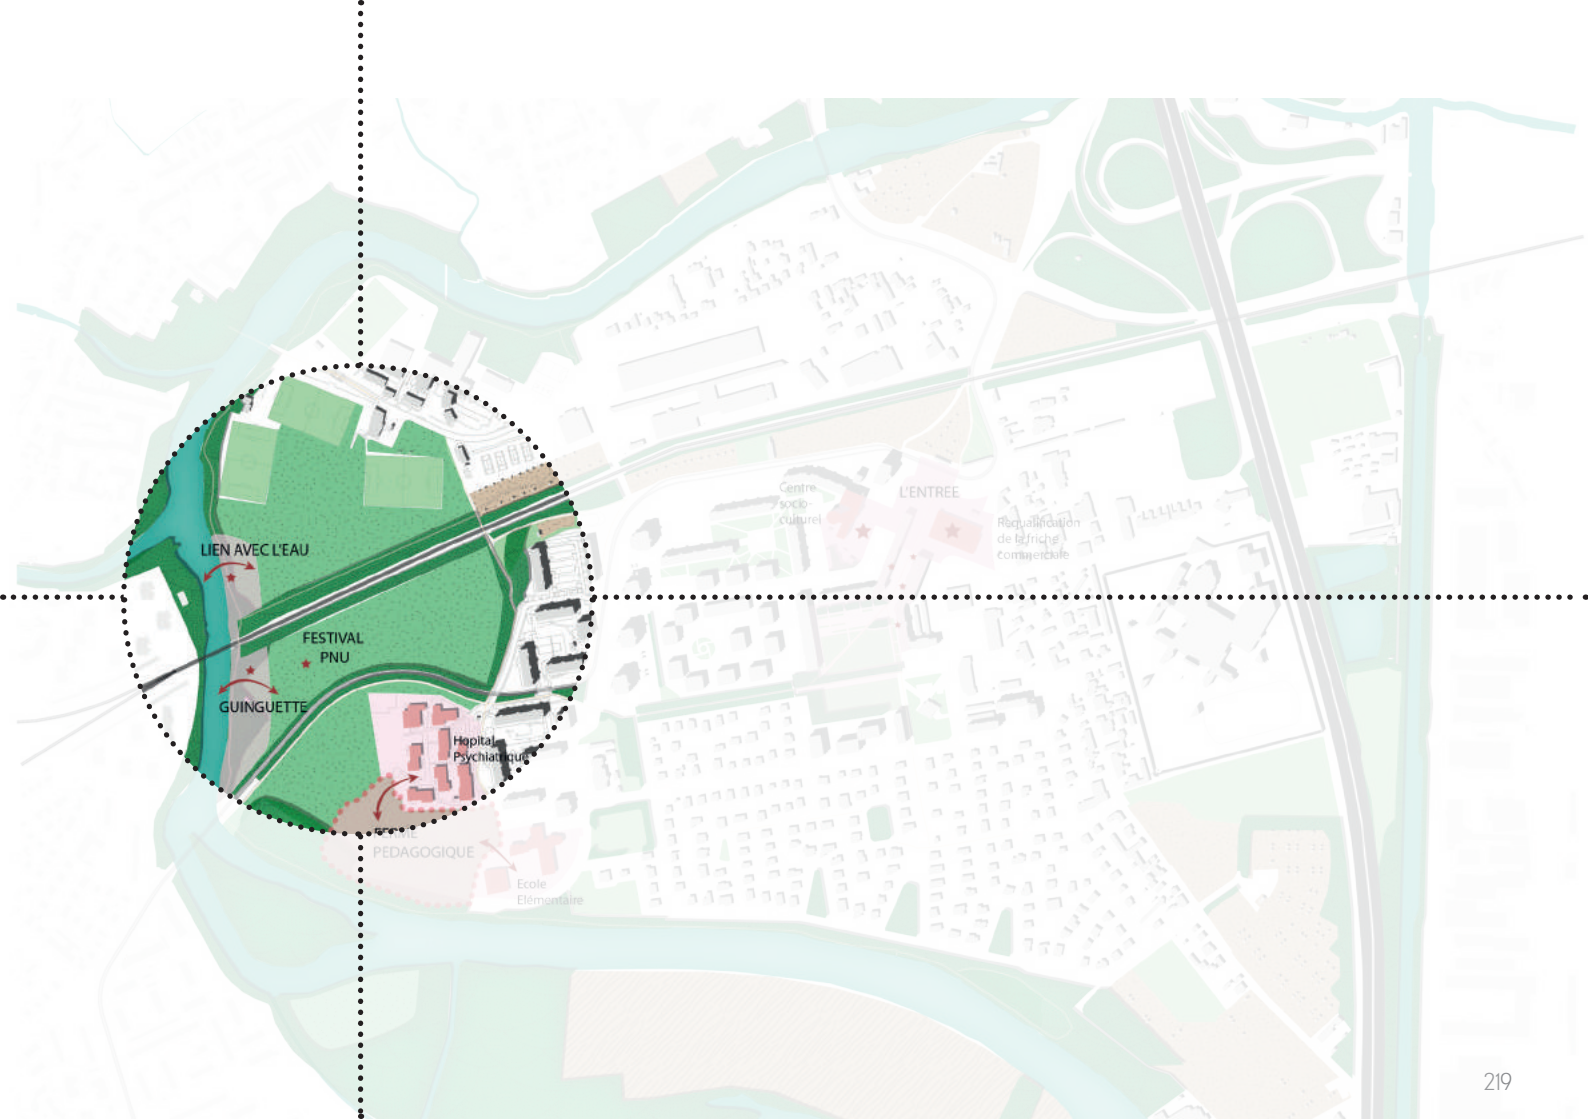 Centre
socio-
culturel
L'ENTREE
Requalification
de la friche
commerciale
LIEN AVEC L'EAU
FESTIVAL
PNU
GUINGUETTE
Hopital
Psychiatrique
FERME
PEDAGOGIQUE
Ecole
Elémentaire
219